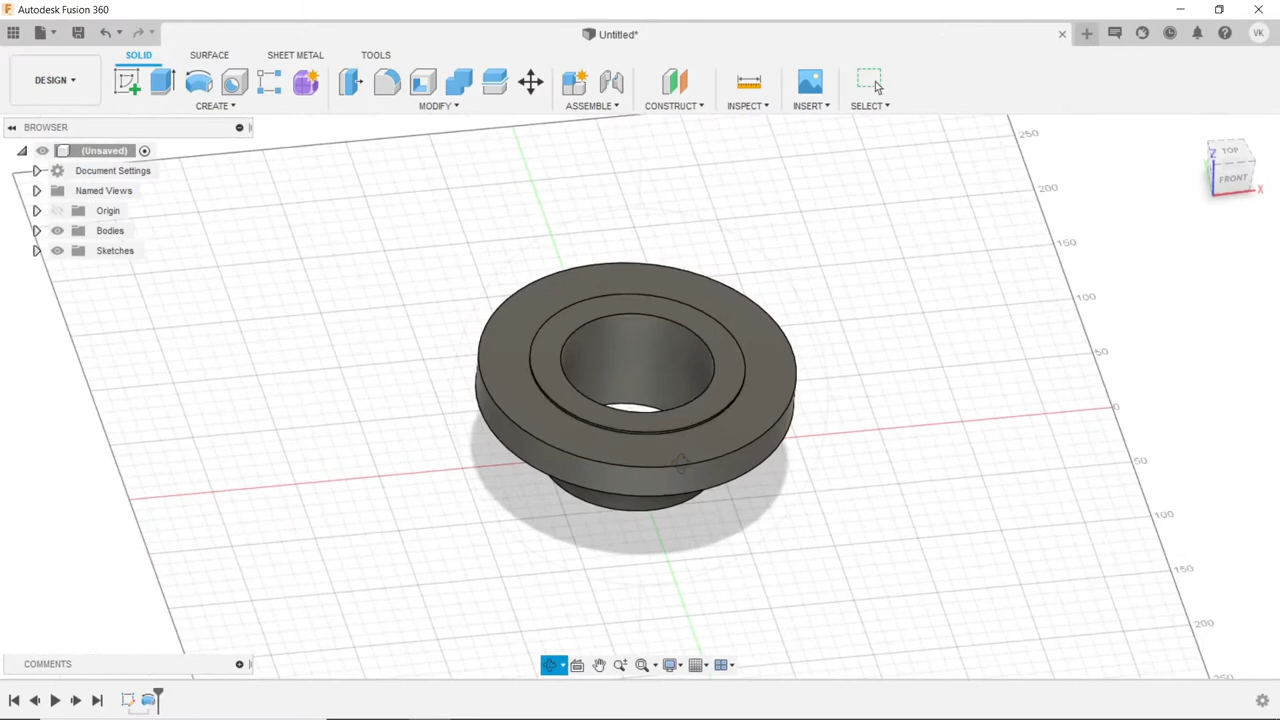 Autodesk Fusion 360
Untitled*
VK
SOLID SURFACE SHEET METAL TOOLS
DESIGN
CREATE MODIFY ASSEMBLE CONSTRUCT INSPECT INSERT SELECT
BROWSER
(Unsaved)
Document Settings
Named Views
Origin
Bodies
Sketches
TOP
FRONT
Z
X
250
200
150
100
50
0
50
100
150
200
250
COMMENTS